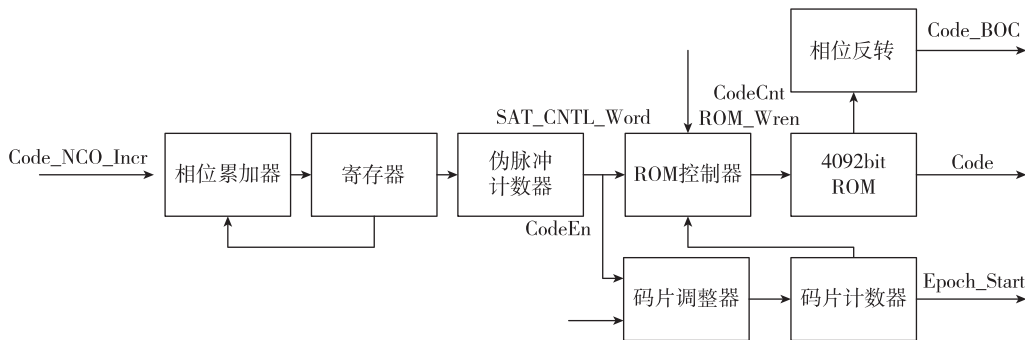 相位反转
Code_BOC
CodeCnt
SAT_CNTL_Word
ROM_Wren
Code_NCO_Incr
相位累加器
寄存器
伪脉冲
计数器
ROM控制器
4092bit
ROM
Code
CodeEn
码片调整器
码片计数器
Epoch_Start